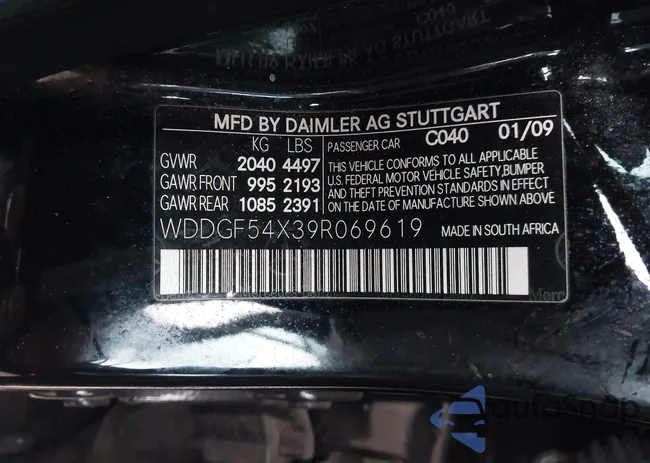 MFD BY DAIMLER AG STUTTGART
KG LBS PASSENGER CAR C040 01/09
GVWR 2040 4497 THIS VEHICLE CONFORMS TO ALL APPLICABLE
GAWR FRONT 995 2193 U.S. FEDERAL MOTOR VEHICLE SAFETY,BUMPER
AND THEFT PREVENTION STANDARDS IN EFFECT
GAWR REAR 1085 2391 ON THE DATE OF MANUFACTURE SHOWN ABOVE
WDDGF54X39R069619 MADE IN SOUTH AFRICA
AutoSnap